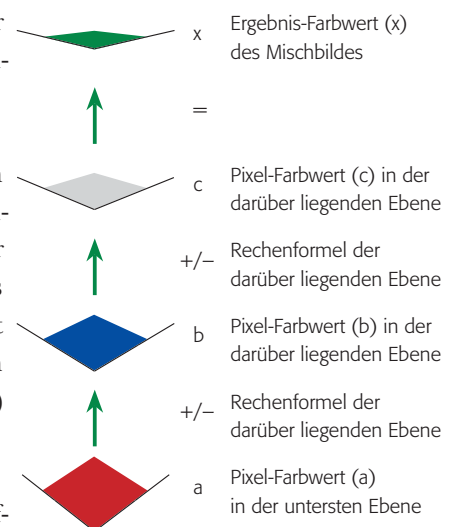 x Ergebnis-Farbwert (x)
des Mischbildes
=
c Pixel-Farbwert (c) in der
darüber liegenden Ebene
+/– Rechenformel der
darüber liegenden Ebene
b Pixel-Farbwert (b) in der
darüber liegenden Ebene
+/– Rechenformel der
darüber liegenden Ebene
a Pixel-Farbwert (a)
in der untersten Ebene